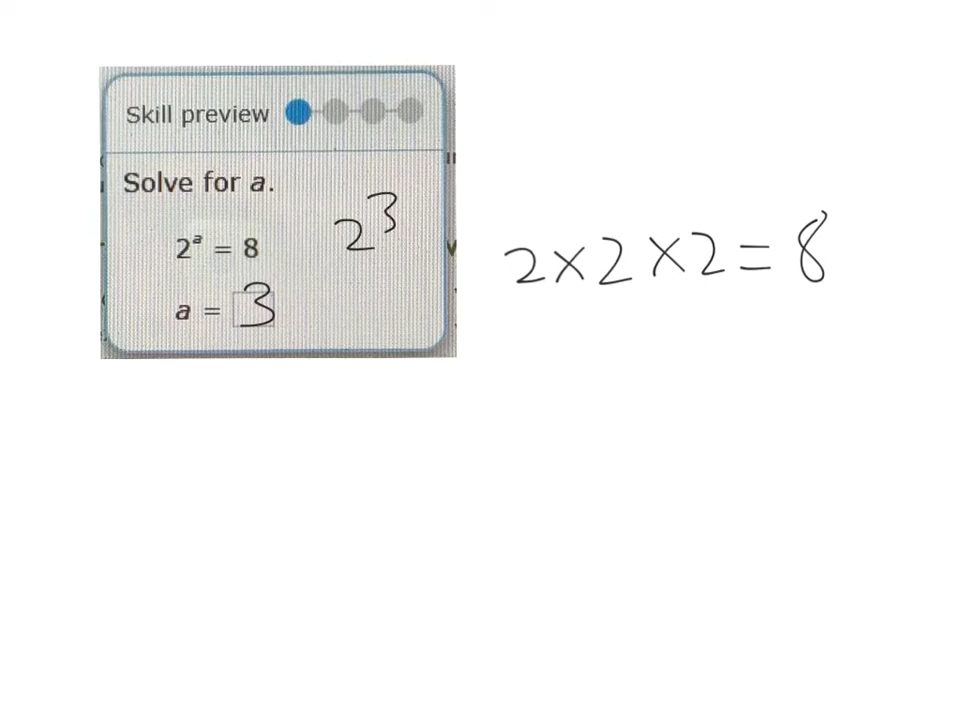 Skill preview
Solve for a.
2ᵃ = 8
2³
a = 3
2×2×2=8